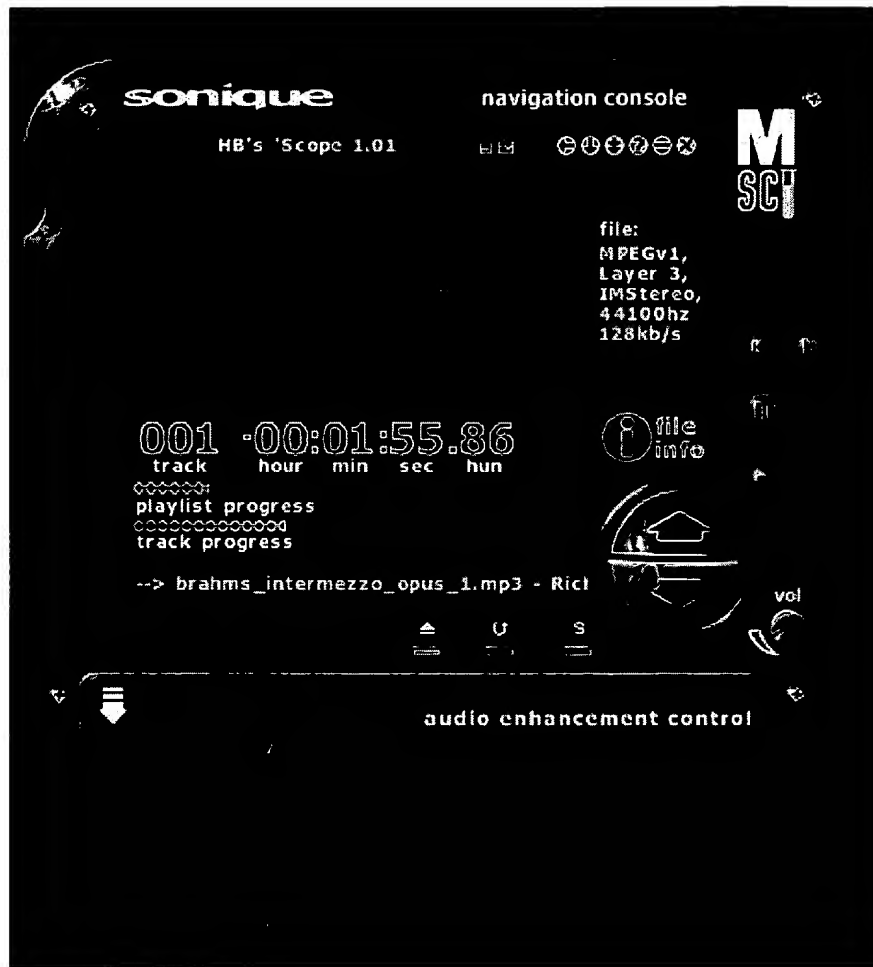 sonique
navigation console
HB's 'Scope 1.01
M
SCI
file:
MPEGv1,
Layer 3,
IMStereo,
44100hz
128kb/s
001 -00:01:55.86
track hour min sec hun
file
info
playlist progress
track progress
--> brahms_intermezzo_opus_1.mp3 - Ricl
vol
S
audio enhancement control